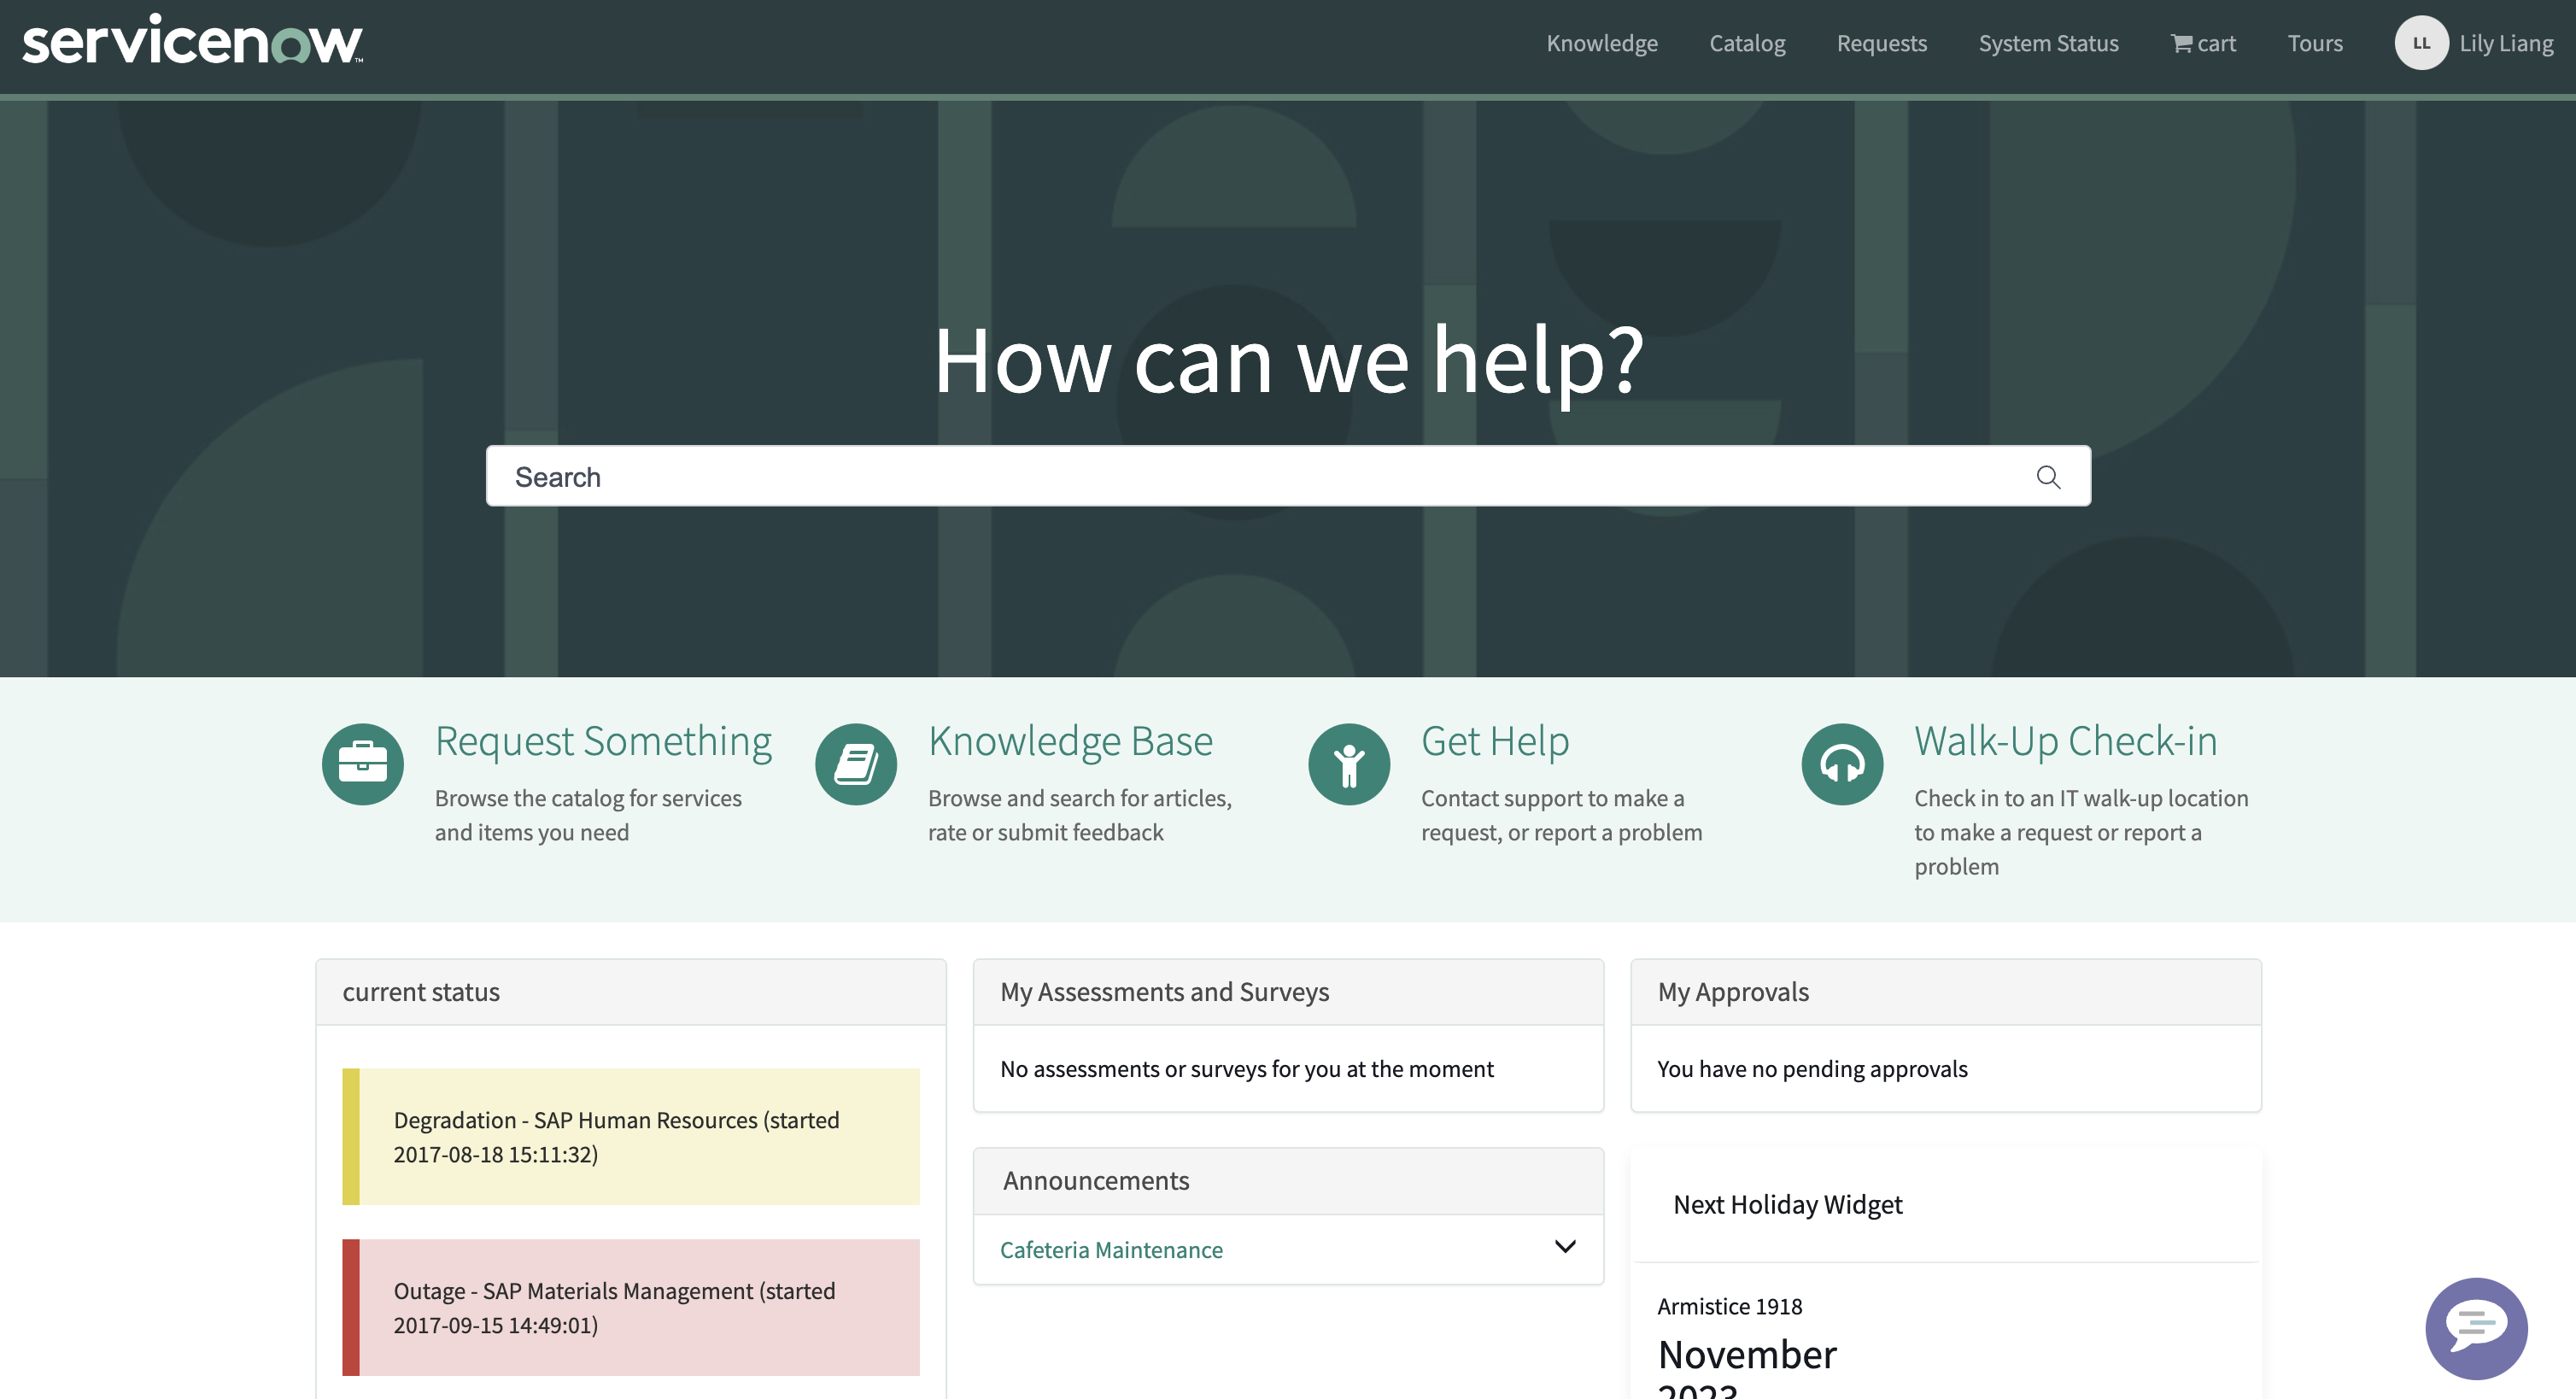 servicenow™
Knowledge
Catalog
Requests
System Status
cart
Tours
LL
Lily Liang
How can we help?
Search
Request Something
Browse the catalog for services
and items you need
Knowledge Base
Browse and search for articles,
rate or submit feedback
Get Help
Contact support to make a
request, or report a problem
Walk-Up Check-in
Check in to an IT walk-up location
to make a request or report a
problem
current status
Degradation - SAP Human Resources (started
2017-08-18 15:11:32)
Outage - SAP Materials Management (started
2017-09-15 14:49:01)
My Assessments and Surveys
No assessments or surveys for you at the moment
Announcements
Cafeteria Maintenance
My Approvals
You have no pending approvals
Next Holiday Widget
Armistice 1918
November
2023